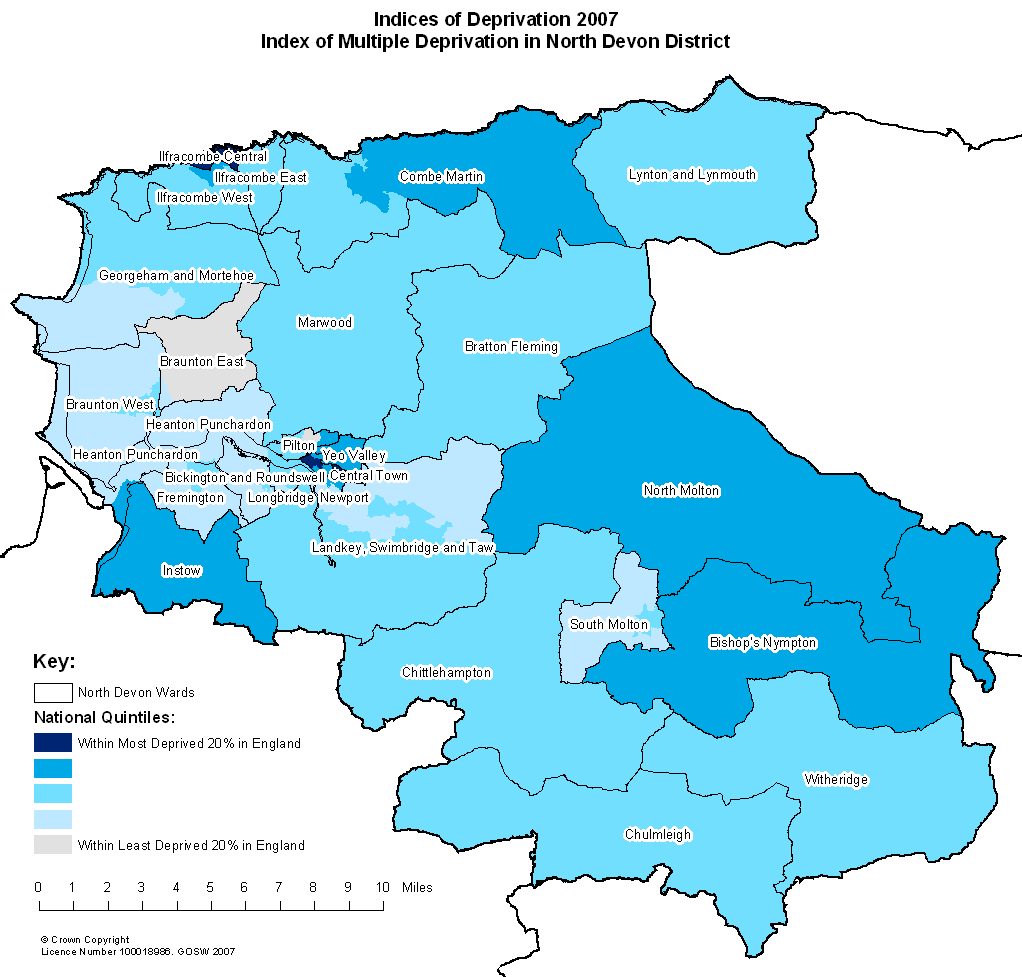 Indices of Deprivation 2007
Index of Multiple Deprivation in North Devon District
Ilfracombe Central
Ilfracombe East
Combe Martin
Lynton and Lynmouth
Ilfracombe West
Georgeham and Mortehoe
Marwood
Bratton Fleming
Braunton East
Braunton West
Heanton Punchardon
Pilton
Yeo Valley
Heanton Punchardon
Bickington and Roundswell
Central Town
North Molton
Fremington
Longbridge
Newport
Landkey, Swimbridge and Taw
Instow
South Molton
Bishop's Nympton
Chittlehampton
Witheridge
Chulmleigh
Key:
North Devon Wards
National Quintiles:
Within Most Deprived 20% in England
Within Least Deprived 20% in England
0 1 2 3 4 5 6 7 8 9 10 Miles
© Crown Copyright
Licence Number 100018986. GOSW 2007